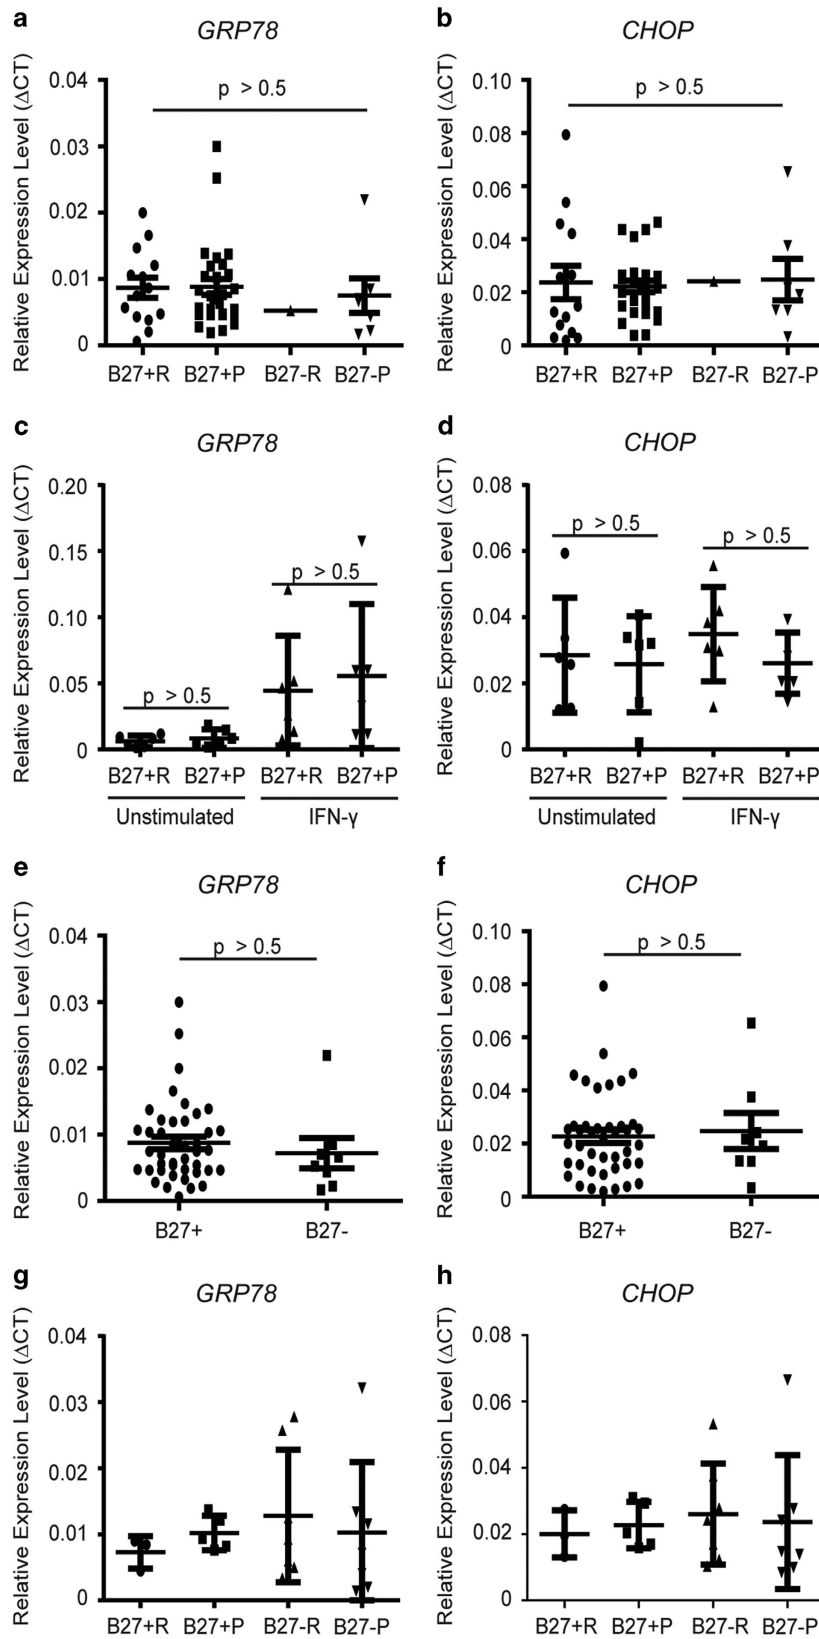 a
GRP78
Relative Expression Level (ΔCT)
0.04
0.03
0.02
0.01
0
p > 0.5
B27+R B27+P B27-R B27-P
b
CHOP
Relative Expression Level (ΔCT)
0.10
0.08
0.06
0.04
0.02
0
p > 0.5
B27+R B27+P B27-R B27-P
c
GRP78
Relative Expression Level (ΔCT)
0.20
0.15
0.10
0.05
0
p > 0.5
p > 0.5
B27+R B27+P B27+R B27+P
Unstimulated IFN-γ
d
CHOP
Relative Expression Level (ΔCT)
0.08
0.06
0.04
0.02
0
p > 0.5
p > 0.5
B27+R B27+P B27+R B27+P
Unstimulated IFN-γ
e
GRP78
Relative Expression Level (ΔCT)
0.04
0.03
0.02
0.01
0
p > 0.5
B27+ B27-
f
CHOP
Relative Expression Level (ΔCT)
0.10
0.08
0.06
0.04
0.02
0
p > 0.5
B27+ B27-
g
GRP78
Relative Expression Level (ΔCT)
0.04
0.03
0.02
0.01
0
B27+R B27+P B27-R B27-P
h
CHOP
Relative Expression Level (ΔCT)
0.08
0.06
0.04
0.02
0
B27+R B27+P B27-R B27-P